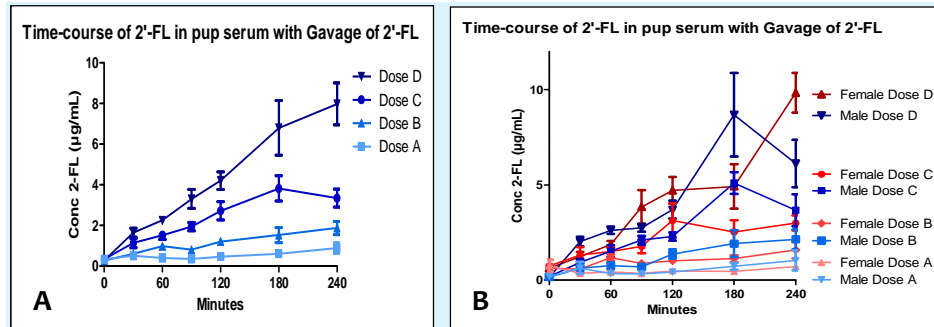 Time-course of 2'-FL in pup serum with Gavage of 2'-FL
10
8
6
4
2
0
Conc 2-FL (µg/mL)
0
60
120
180
240
Minutes
Dose D
Dose C
Dose B
Dose A
A
Time-course of 2'-FL in pup serum with Gavage of 2'-FL
10
5
0
Conc 2-FL (µg/mL)
0
60
120
180
240
Minutes
Female Dose D
Male Dose D
Female Dose C
Male Dose C
Female Dose B
Male Dose B
Female Dose A
Male Dose A
B